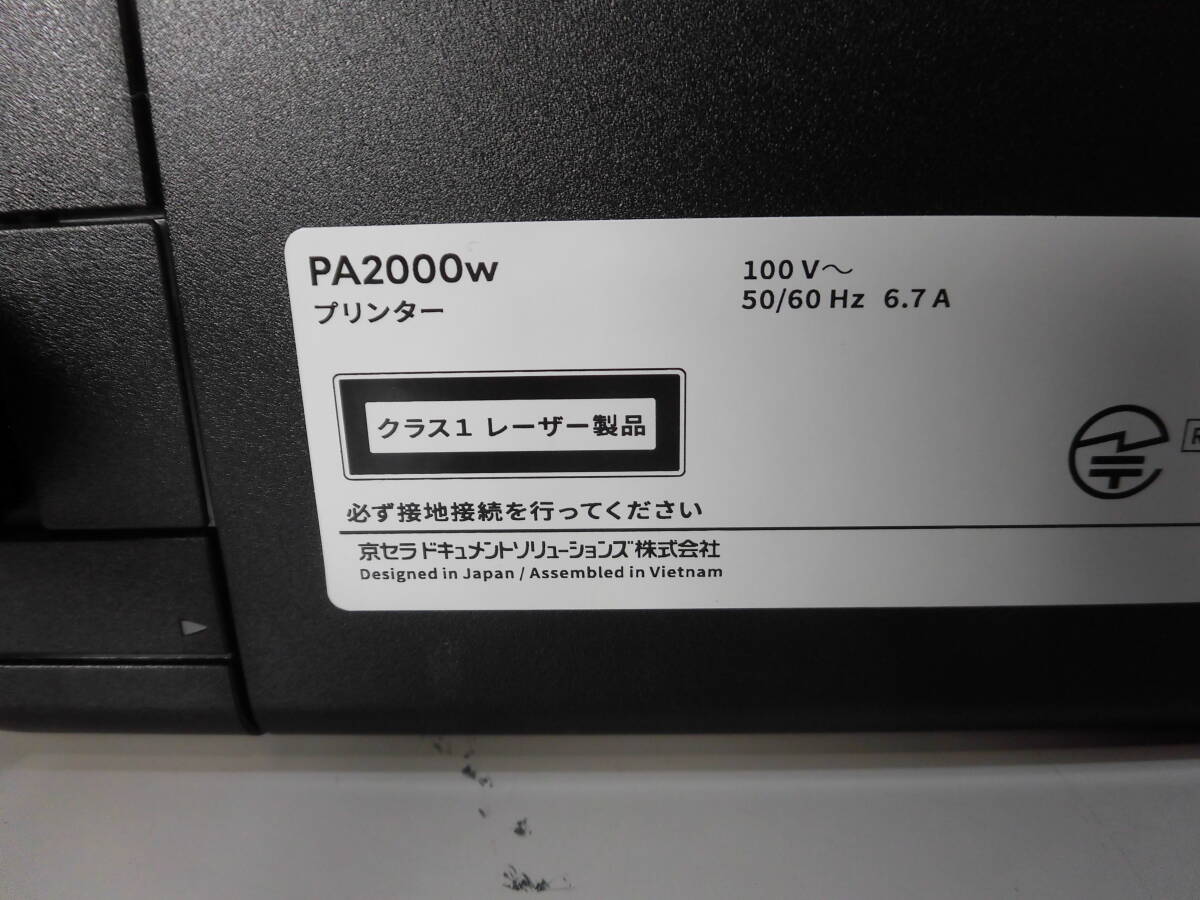 PA2000w
プリンター
100 V～
50/60 Hz 6.7 A
クラス1 レーザー製品
R
必ず接地接続を行ってください
京セラドキュメントソリューションズ株式会社
Designed in Japan / Assembled in Vietnam